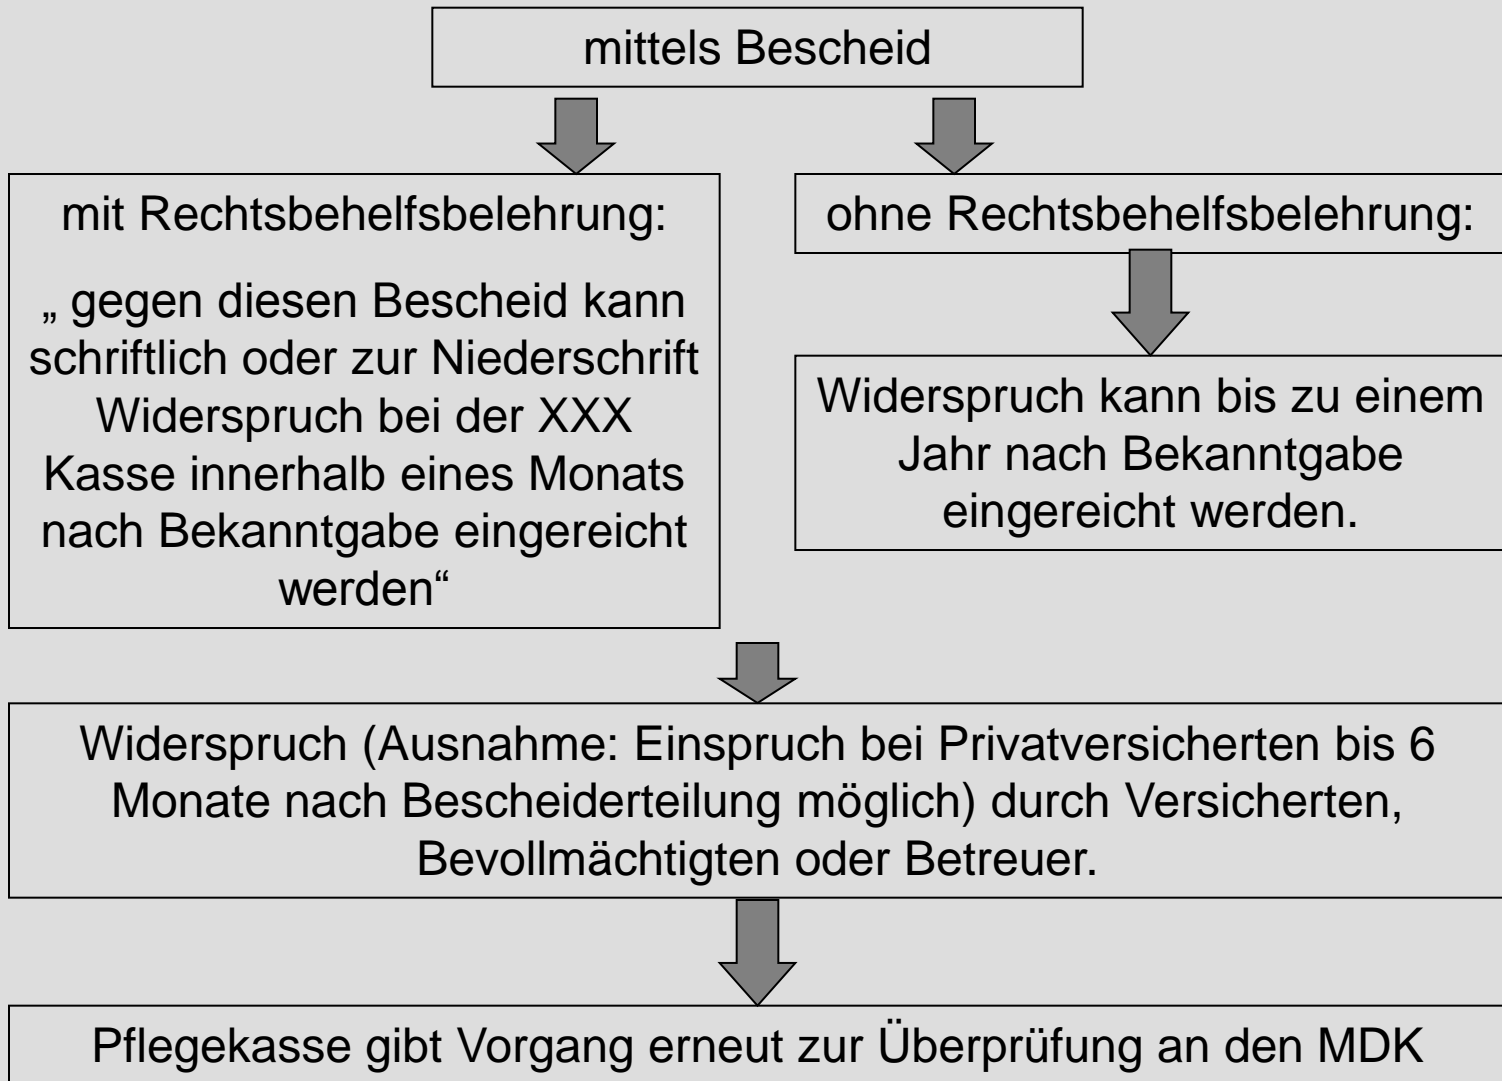 mittels Bescheid
mit Rechtsbehelfsbelehrung:
„ gegen diesen Bescheid kann
schriftlich oder zur Niederschrift
Widerspruch bei der XXX
Kasse innerhalb eines Monats
nach Bekanntgabe eingereicht
werden“
ohne Rechtsbehelfsbelehrung:
Widerspruch kann bis zu einem
Jahr nach Bekanntgabe
eingereicht werden.
Widerspruch (Ausnahme: Einspruch bei Privatversicherten bis 6
Monate nach Bescheiderteilung möglich) durch Versicherten,
Bevollmächtigten oder Betreuer.
Pflegekasse gibt Vorgang erneut zur Überprüfung an den MDK